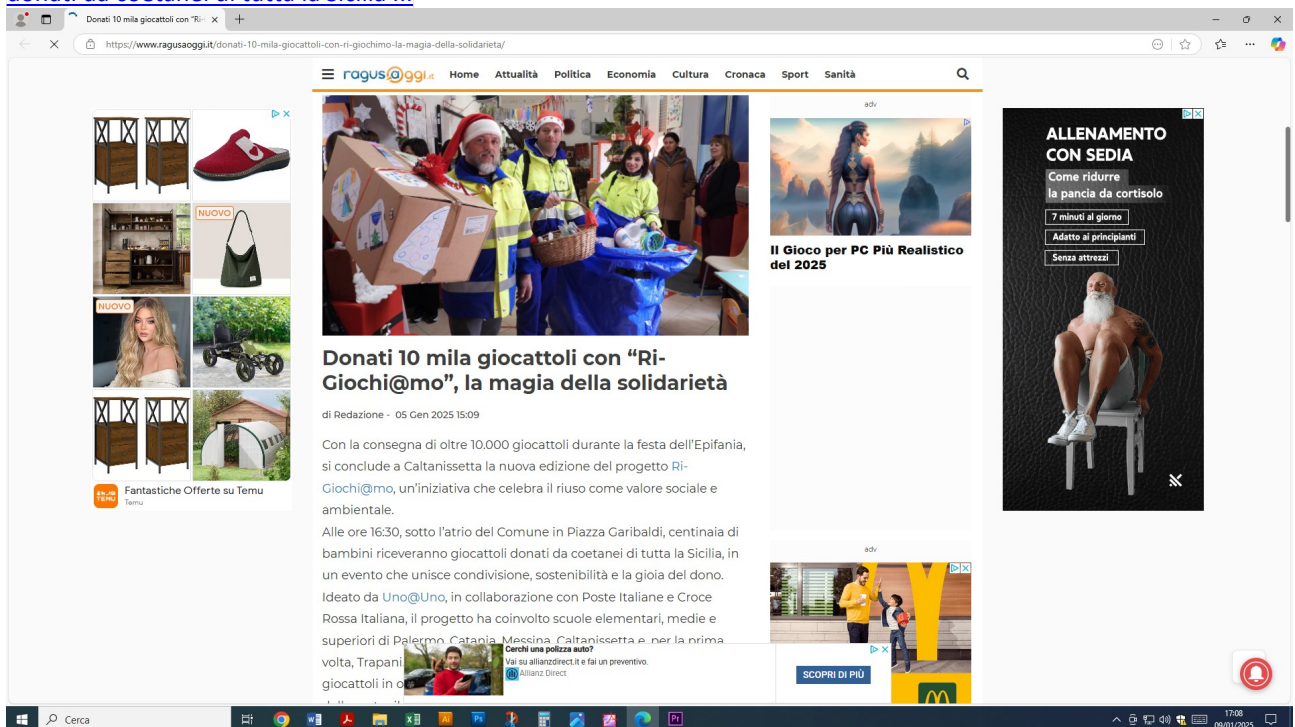 donati da coetanei di tutta la Sicilia ...
Donati 10 mila giocattoli con “Ri-
https://www.ragusaoggi.it/donati-10-mila-giocattoli-con-ri-giochimo-la-magia-della-solidarieta/
ragus@ggi.it Home Attualità Politica Economia Cultura Cronaca Sport Sanità
NUOVO
NUOVO
Fantastiche Offerte su Temu
Temu
Donati 10 mila giocattoli con “Ri-
Giochi@mo”, la magia della solidarietà
di Redazione - 05 Gen 2025 15:09
Con la consegna di oltre 10.000 giocattoli durante la festa dell’Epifania,
si conclude a Caltanissetta la nuova edizione del progetto Ri-
Giochi@mo, un’iniziativa che celebra il riuso come valore sociale e
ambientale.
Alle ore 16:30, sotto l’atrio del Comune in Piazza Garibaldi, centinaia di
bambini riceveranno giocattoli donati da coetanei di tutta la Sicilia, in
un evento che unisce condivisione, sostenibilità e la gioia del dono.
Ideato da Uno@Uno, in collaborazione con Poste Italiane e Croce
Rossa Italiana, il progetto ha coinvolto scuole elementari, medie e
superiori di Palermo, Catania, Messina, Caltanissetta e, per la prima
volta, Trapani
giocattoli in o
Cerchi una polizza auto?
Vai su allianzdirect.it e fai un preventivo.
Allianz Direct
SCOPRI DI PIÙ
adv
Il Gioco per PC Più Realistico
del 2025
adv
ALLENAMENTO
CON SEDIA
Come ridurre
la pancia da cortisolo
7 minuti al giorno
Adatto ai principianti
Senza attrezzi
Cerca
17:08
09/01/2025